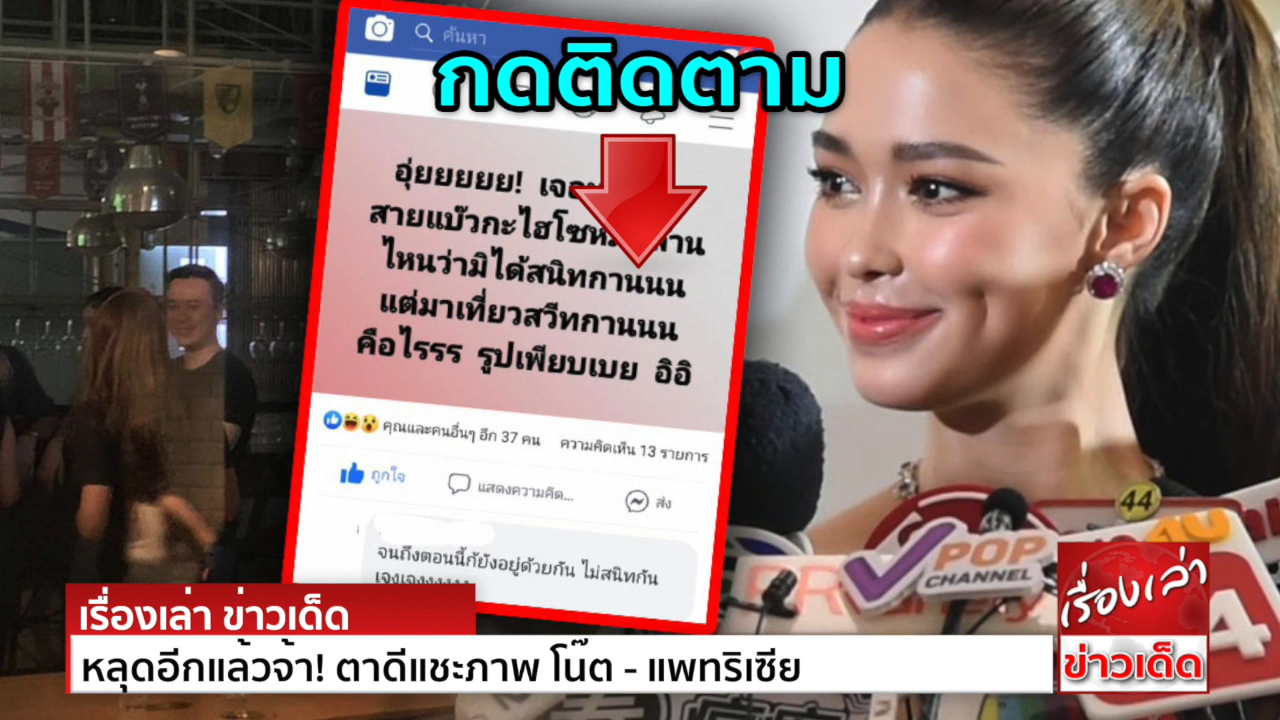 ค้นหา
กดติดตาม
อุ่ยยยยย!
สายแบ๊วกะไฮโซ
ไหนว่ามิได้สนิทกานนน
แต่มาเที่ยวสวีทกานนน
คือไรรร รูปเพียบเบย อิอิ
คุณและคนอื่นๆ อีก 37 คน ความคิดเห็น 13 รายการ
ถูกใจ แสดงความคิด... ส่ง
จนถึงตอนนี้ก้ยังอยู่ด้วยกัน ไม่สนิทกัน
44
POP
CHANNEL
4
เรื่องเล่า
ข่าวเด็ด
เรื่องเล่า ข่าวเด็ด
หลุดอีกแล้วจ้า! ตาดีแชะภาพ โน๊ต - แพทริเซีย